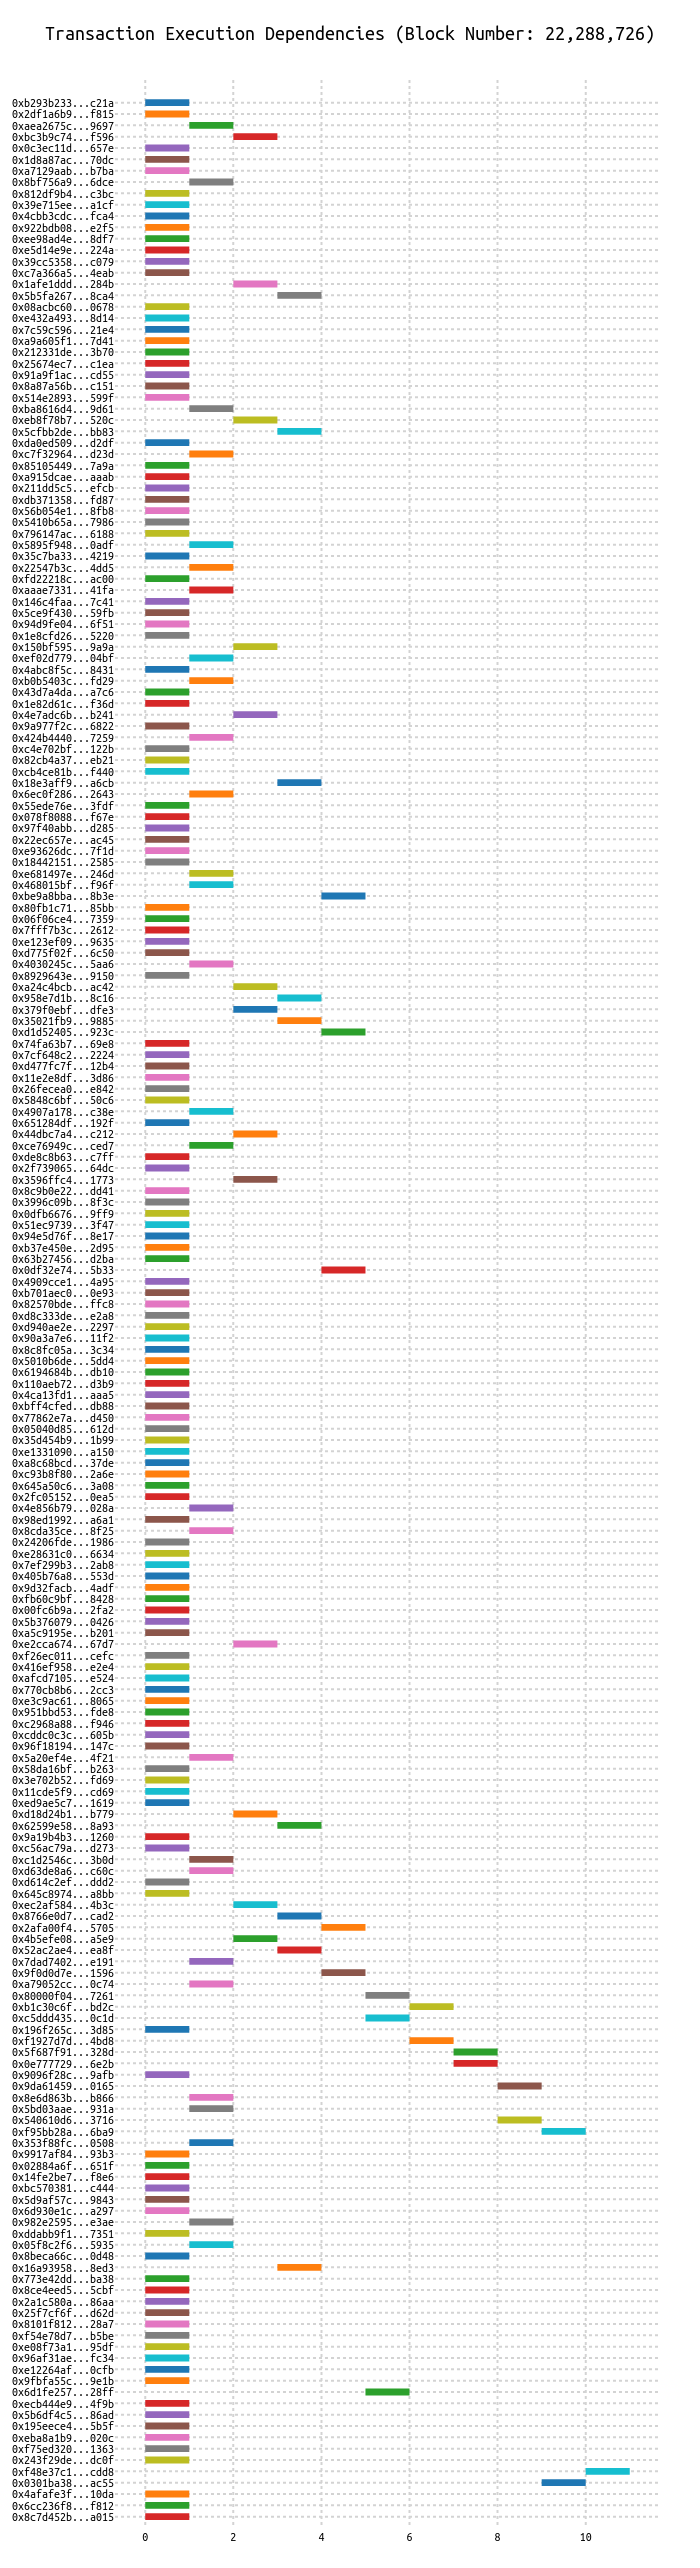 Transaction Execution Dependencies (Block Number: 22,288,726)
0xb293b233...c21a
0x2df1a6b9...f815
0xaea2675c...9697
0xbc3b9c74...f596
0x0c3ec11d...657e
0x1d8a87ac...70dc
0xa7129aab...b7ba
0x8bf756a9...6dce
0x812df9b4...c3bc
0x39e715ee...a1cf
0x4cbb3cdc...fca4
0x922bdb08...e2f5
0xee98ad4e...8df7
0xe5d14e9e...224a
0x39cc5358...c079
0xc7a366a5...4eab
0x1afe1ddd...284b
0x5b5fa267...8ca4
0x08acbc60...0678
0xe432a493...8d14
0x7c59c596...21e4
0xa9a605f1...7d41
0x212331de...3b70
0x25674ec7...c1ea
0x91a9f1ac...cd55
0x8a87a56b...c151
0x514e2893...599f
0xba8616d4...9d61
0xeb8f78b7...520c
0x5cfbb2de...bb83
0xda0ed509...d2df
0xc7f32964...d23d
0x85105449...7a9a
0xa915dcae...aaab
0x211dd5c5...efcb
0xdb371358...fd87
0x56b054e1...8fb8
0x5410b65a...7986
0x796147ac...6188
0x5895f948...0adf
0x35c7ba33...4219
0x22547b3c...4dd5
0xfd22218c...ac00
0xaaae7331...41fa
0x146c4faa...7c41
0x5ce9f430...59fb
0x94d9fe04...6f51
0x1e8cfd26...5220
0x150bf595...9a9a
0xef02d779...04bf
0x4abc8f5c...8431
0xb0b5403c...fd29
0x43d7a4da...a7c6
0x1e82d61c...f36d
0x4e7adc6b...b241
0x9a977f2c...6822
0x424b4440...7259
0xc4e702bf...122b
0x82cb4a37...eb21
0xcb4ce81b...f440
0x18e3aff9...a6cb
0x6ec0f286...2643
0x55ede76e...3fdf
0x078f8088...f67e
0x97f40abb...d285
0x22ec657e...ac45
0xe93626dc...7f1d
0x18442151...2585
0xe681497e...246d
0x468015bf...f96f
0xbe9a8bba...8b3e
0x80fb1c71...85bb
0x06f06ce4...7359
0x7fff7b3c...2612
0xe123ef09...9635
0xd775f02f...6c50
0x4030245c...5aa6
0x8929643e...9150
0xa24c4bcb...ac42
0x958e7d1b...8c16
0x379f0ebf...dfe3
0x35021fb9...9885
0xd1d52405...923c
0x74fa63b7...69e8
0x7cf648c2...2224
0xd477fc7f...12b4
0x11e2e8df...3d86
0x26fecea0...e842
0x5848c6bf...50c6
0x4907a178...c38e
0x651284df...192f
0x44dbc7a4...c212
0xce76949c...ced7
0xde8c8b63...c7ff
0x2f739065...64dc
0x3596ffc4...1773
0x8c9b0e22...dd41
0x3996c09b...8f3c
0x0dfb6676...9ff9
0x51ec9739...3f47
0x94e5d76f...8e17
0xb37e450e...2d95
0x63b27456...d2ba
0x0df32e74...5b33
0x4909cce1...4a95
0xb701aec0...0e93
0x82570bde...ffc8
0xd8c333de...e2a8
0xd940ae2e...2297
0x90a3a7e6...11f2
0x8c8fc05a...3c34
0x5010b6de...5dd4
0x6194684b...db10
0x110aeb72...d3b9
0x4ca13fd1...aaa5
0xbff4cfed...db88
0x77862e7a...d450
0x05040d85...612d
0x35d454b9...1b99
0xe1331090...a150
0xa8c68bcd...37de
0xc93b8f80...2a6e
0x645a50c6...3a08
0x2fc05152...0ea5
0x4e856b79...028a
0x98ed1992...a6a1
0x8cda35ce...8f25
0x24206fde...1986
0xe28631c0...6634
0x7ef299b3...2ab8
0x405b76a8...553d
0x9d32facb...4adf
0xfb60c9bf...8428
0x00fc6b9a...2fa2
0x5b376079...0426
0xa5c9195e...b201
0xe2cca674...67d7
0xf26ec011...cefc
0x416ef958...e2e4
0xafcd7105...e524
0x770cb8b6...2cc3
0xe3c9ac61...8065
0x951bbd53...fde8
0xc2968a88...f946
0xcddc0c3c...605b
0x96f18194...147c
0x5a20ef4e...4f21
0x58da16bf...b263
0x3e702b52...fd69
0x11cde5f9...cd69
0xed9ae5c7...1619
0xd18d24b1...b779
0x62599e58...8a93
0x9a19b4b3...1260
0xc56ac79a...d273
0xc1d2546c...3b0d
0xd63de8a6...c60c
0xd614c2ef...ddd2
0x645c8974...a8bb
0xec2af584...4b3c
0x8766e0d7...cad2
0x2afa00f4...5705
0x4b5efe08...a5e9
0x52ac2ae4...ea8f
0x7dad7402...e191
0x9f0d0d7e...1596
0xa79052cc...0c74
0x80000f04...7261
0xb1c30c6f...bd2c
0xc5ddd435...0c1d
0x196f265c...3d85
0xf1927d7d...4bd8
0x5f687f91...328d
0x0e777729...6e2b
0x9096f28c...9afb
0x9da61459...0165
0x8e6d863b...b866
0x5bd03aae...931a
0x540610d6...3716
0xf95bb28a...6ba9
0x353f88fc...0508
0x9917af84...93b3
0x02884a6f...651f
0x14fe2be7...f8e6
0xbc570381...c444
0x5d9af57c...9843
0x6d930e1c...a297
0x982e2595...e3ae
0xddabb9f1...7351
0x05f8c2f6...5935
0x8beca66c...0d48
0x16a93958...8ed3
0x773e42dd...ba38
0x8ce4eed5...5cbf
0x2a1c580a...86aa
0x25f7cf6f...d62d
0x8101f812...28a7
0xf54e78d7...b5be
0xe08f73a1...95df
0x96af31ae...fc34
0xe12264af...0cfb
0x9fbfa55c...9e1b
0x6d1fe257...28ff
0xecb444e9...4f9b
0x5b6df4c5...86ad
0x195eece4...5b5f
0xeba8a1b9...020c
0xf75ed320...1363
0x243f29de...dc0f
0xf48e37c1...cdd8
0x0301ba38...ac55
0x4afafe3f...10da
0x6cc236f8...f812
0x8c7d452b...a015
0 2 4 6 8 10